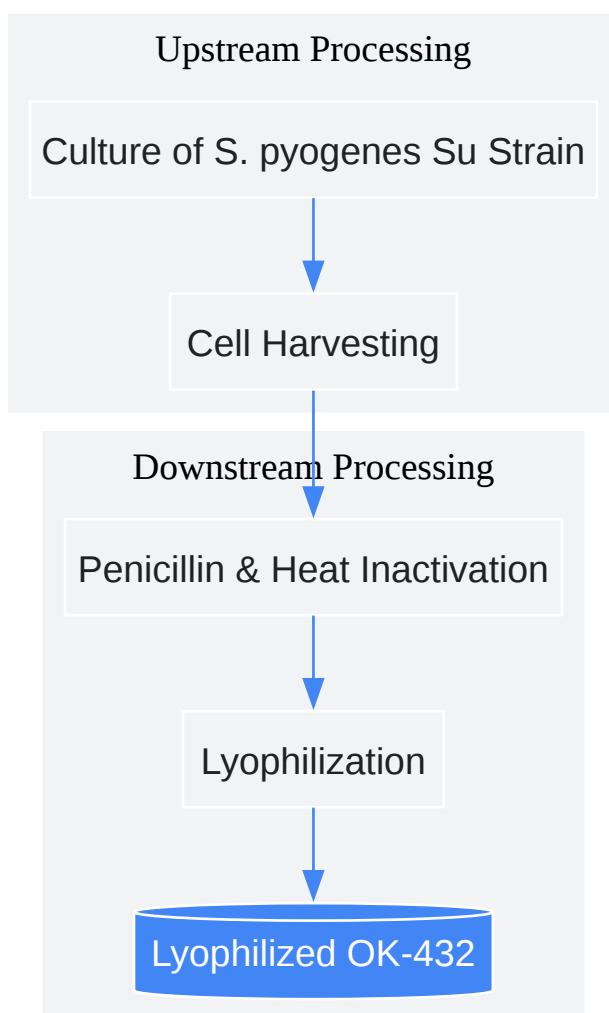 Upstream Processing
Culture of S. pyogenes Su Strain
Cell Harvesting
Downstream Processing
Penicillin & Heat Inactivation
Lyophilization
Lyophilized OK-432